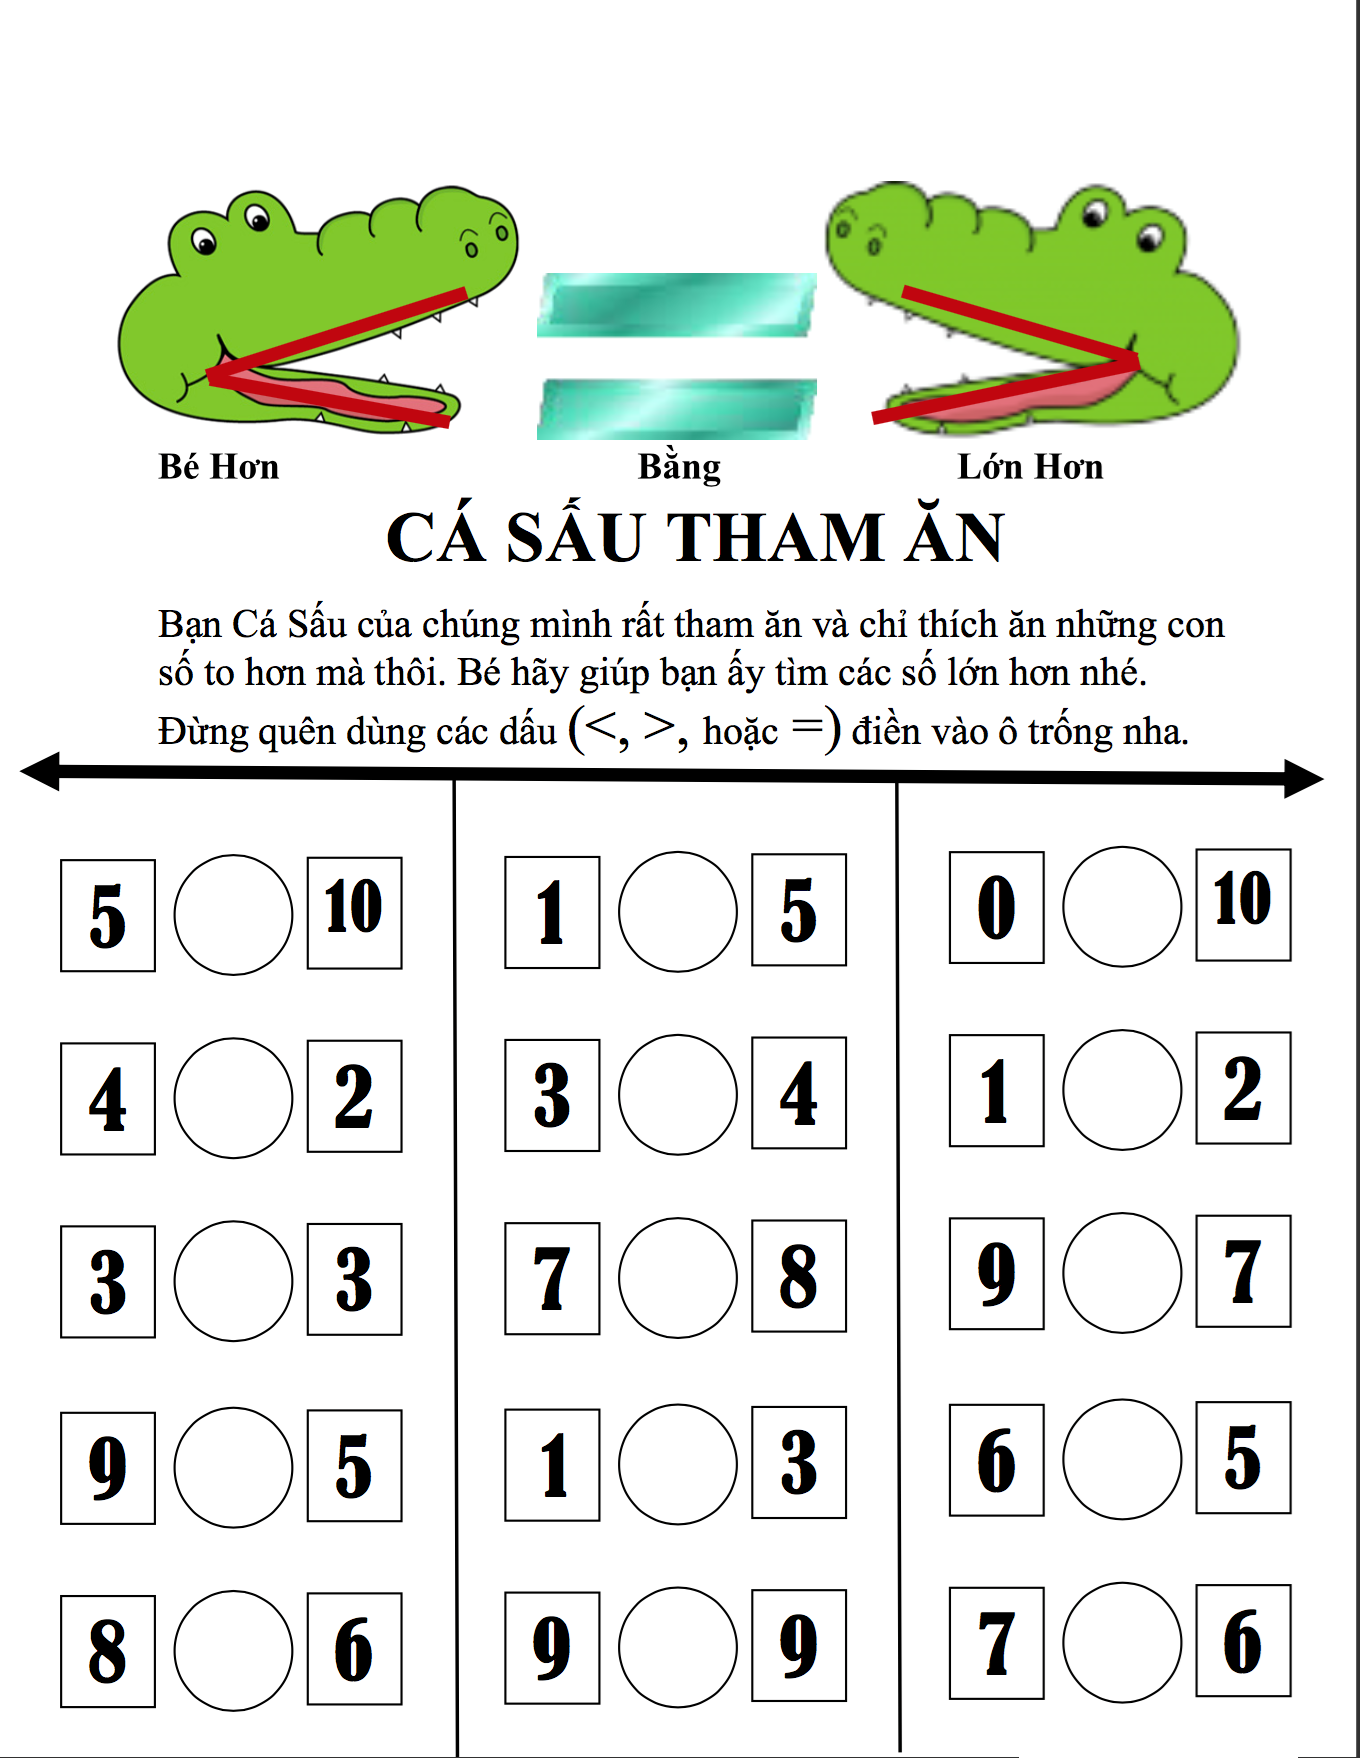 Bé Hơn Bằng Lớn Hơn
CÁ SẤU THAM ĂN
Bạn Cá Sấu của chúng mình rất tham ăn và chỉ thích ăn những con
số to hơn mà thôi. Bé hãy giúp bạn ấy tìm các số lớn hơn nhé.
Đừng quên dùng các dấu (<, >, hoặc =) điền vào ô trống nha.
5 10 1 5 0 10
4 2 3 4 1 2
3 3 7 8 9 7
9 5 1 3 6 5
8 6 9 9 7 6